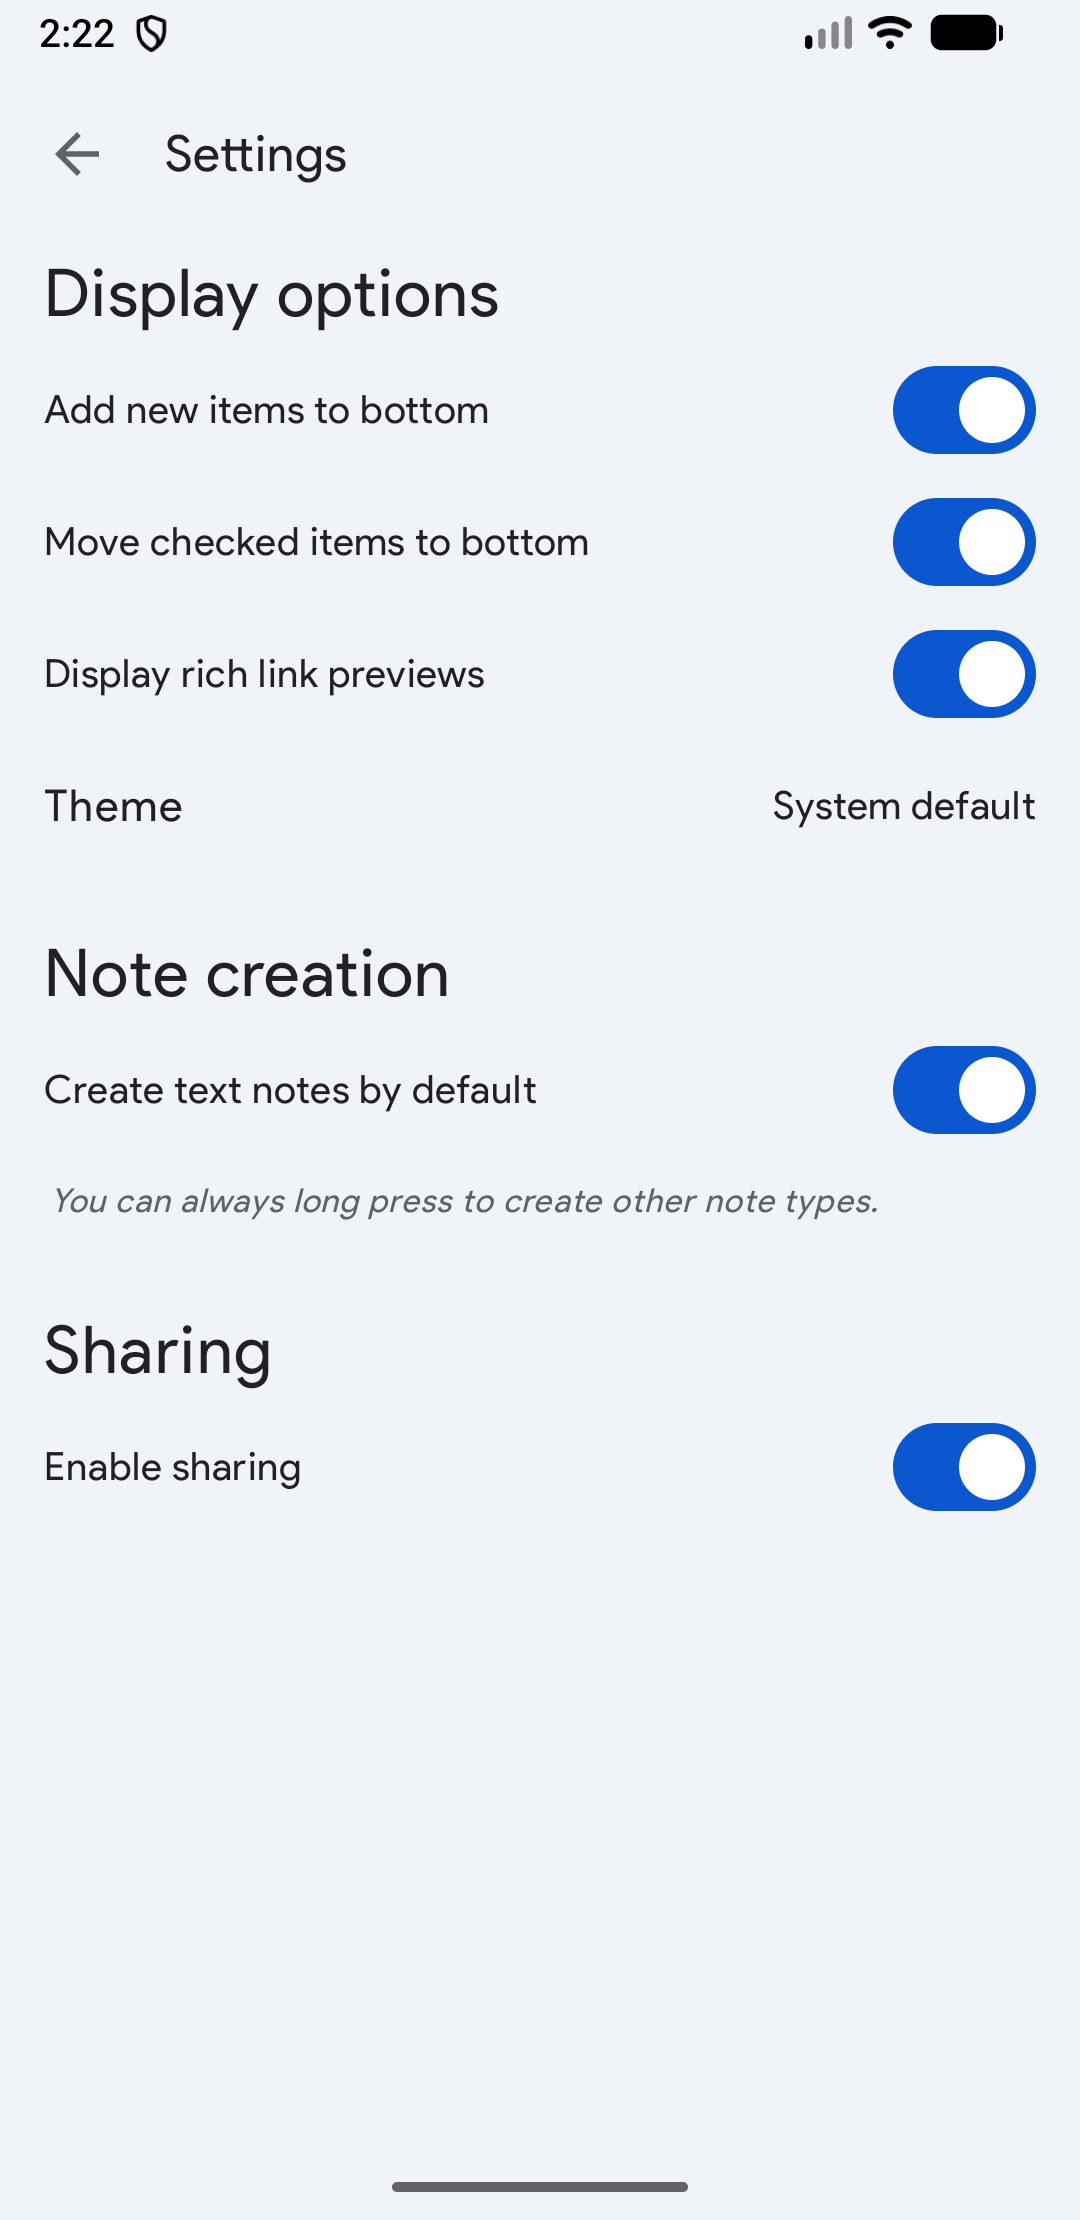 2:22
Settings
Display options
Add new items to bottom
Move checked items to bottom
Display rich link previews
Theme
System default
Note creation
Create text notes by default
You can always long press to create other note types.
Sharing
Enable sharing